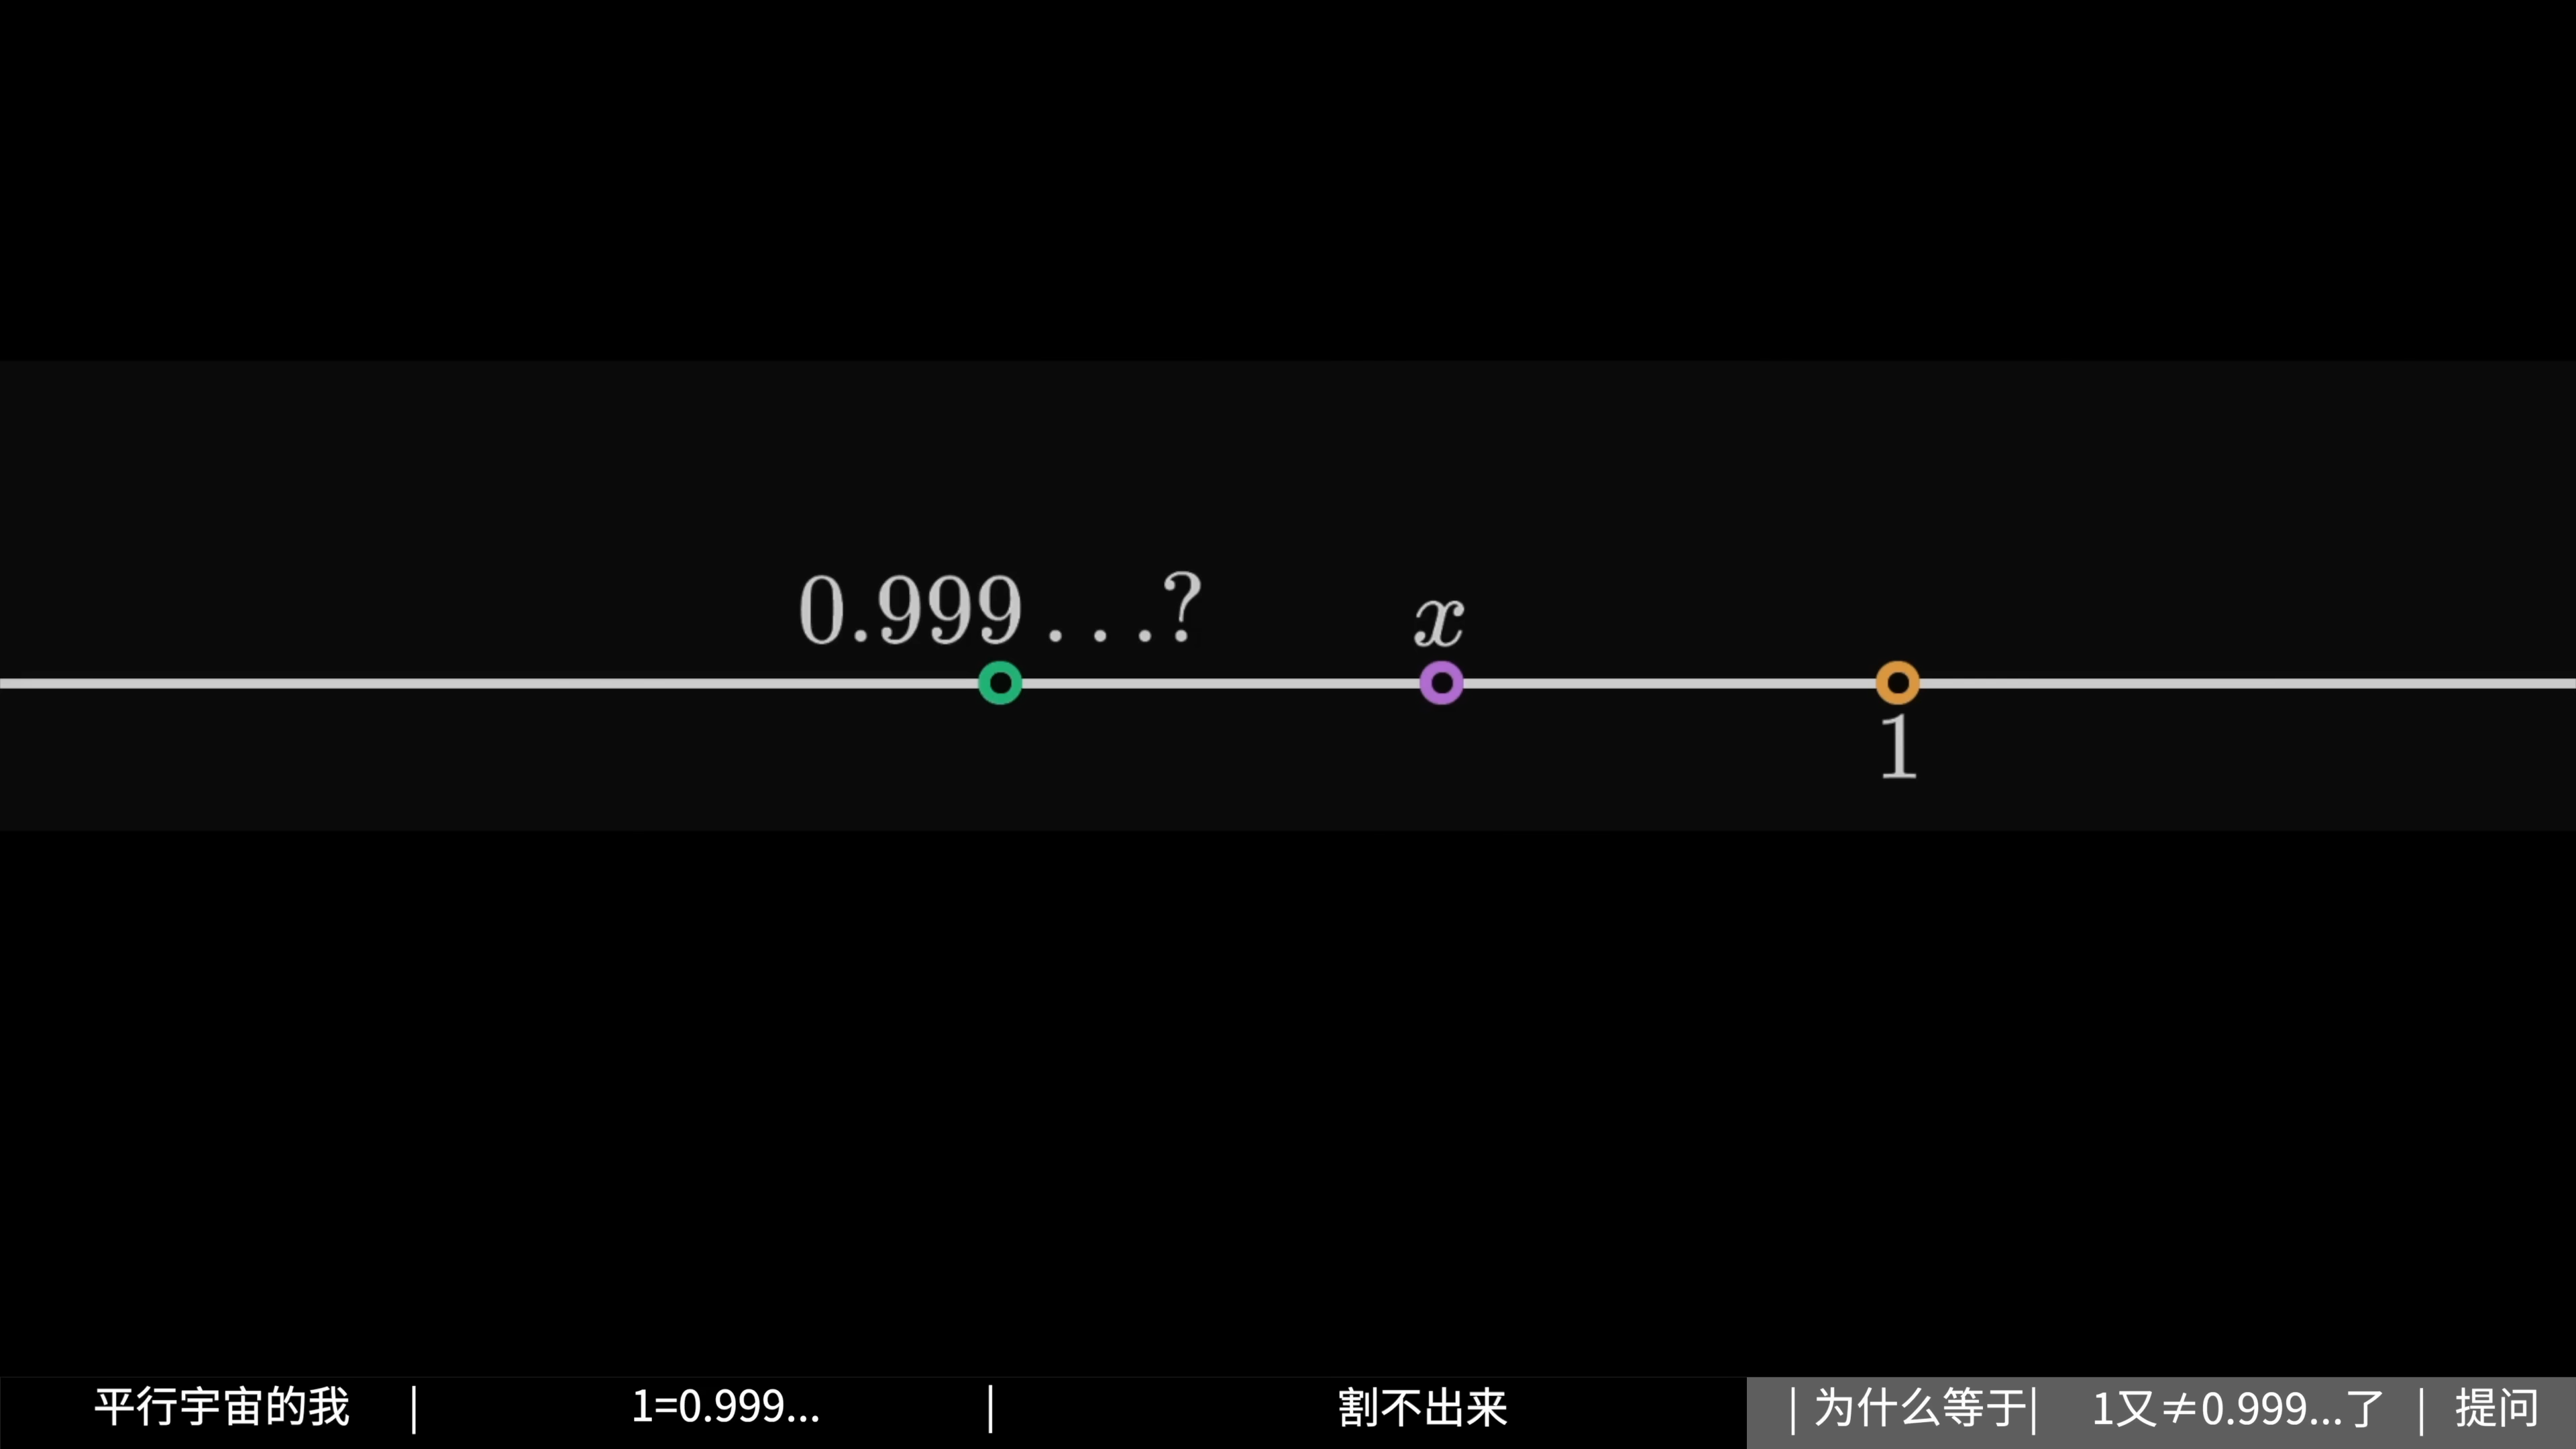 0.999...?
x
1
平行宇宙的我 | 1=0.999... | 割不出来 | 为什么等于 | 1又≠0.999...了 | 提问